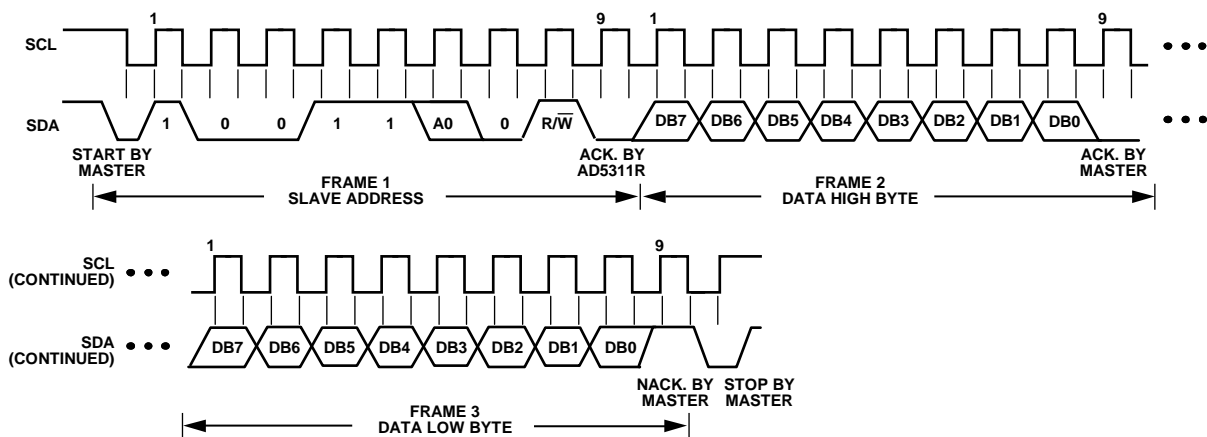 1 9 1 9
SCL
SDA
1 0 0 1 1 A0 0 R/W̅ DB7 DB6 DB5 DB4 DB3 DB2 DB1 DB0
START BY
MASTER
ACK. BY
AD5311R
ACK. BY
MASTER
FRAME 1
SLAVE ADDRESS
FRAME 2
DATA HIGH BYTE
1 9
SCL
(CONTINUED)
SDA
(CONTINUED)
DB7 DB6 DB5 DB4 DB3 DB2 DB1 DB0
NACK. BY
MASTER
STOP BY
MASTER
FRAME 3
DATA LOW BYTE